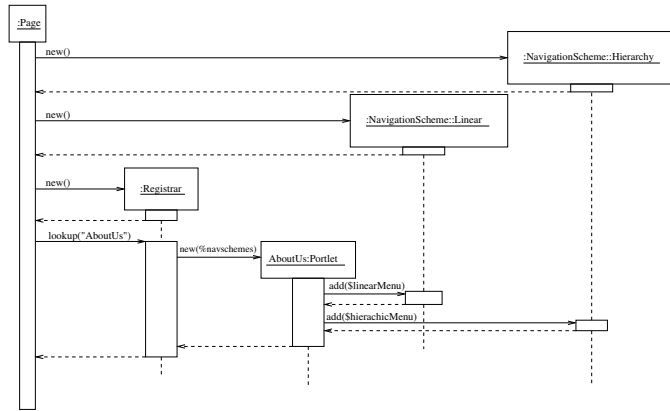 :Page
new()
:NavigationScheme::Hierarchy
new()
:NavigationScheme::Linear
new()
:Registrar
lookup("AboutUs")
new(%navschemes)
AboutUs:Portlet
add($linearMenu)
add($hierachicMenu)